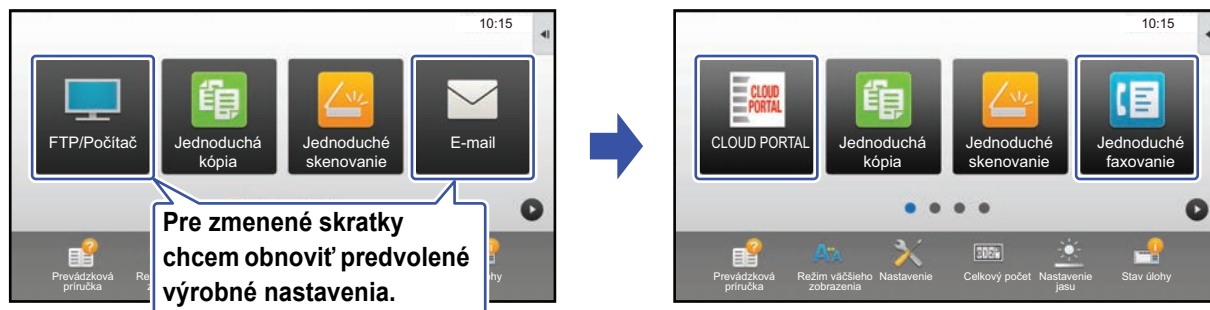 10:15
FTP/Počítač
Jednoduchá
kópia
Jednoduché
skenovanie
E-mail
Pre zmenené skratky
chcem obnoviť predvolené
výrobné nastavenia.
Prevádzková
príručka
10:15
CLOUD
PORTAL
CLOUD PORTAL
Jednoduchá
kópia
Jednoduché
skenovanie
Jednoduché
faxovanie
Prevádzková
príručka
Režim väčšieho
zobrazenia
Nastavenie
Celkový počet
Nastavenie
jasu
Stav úlohy